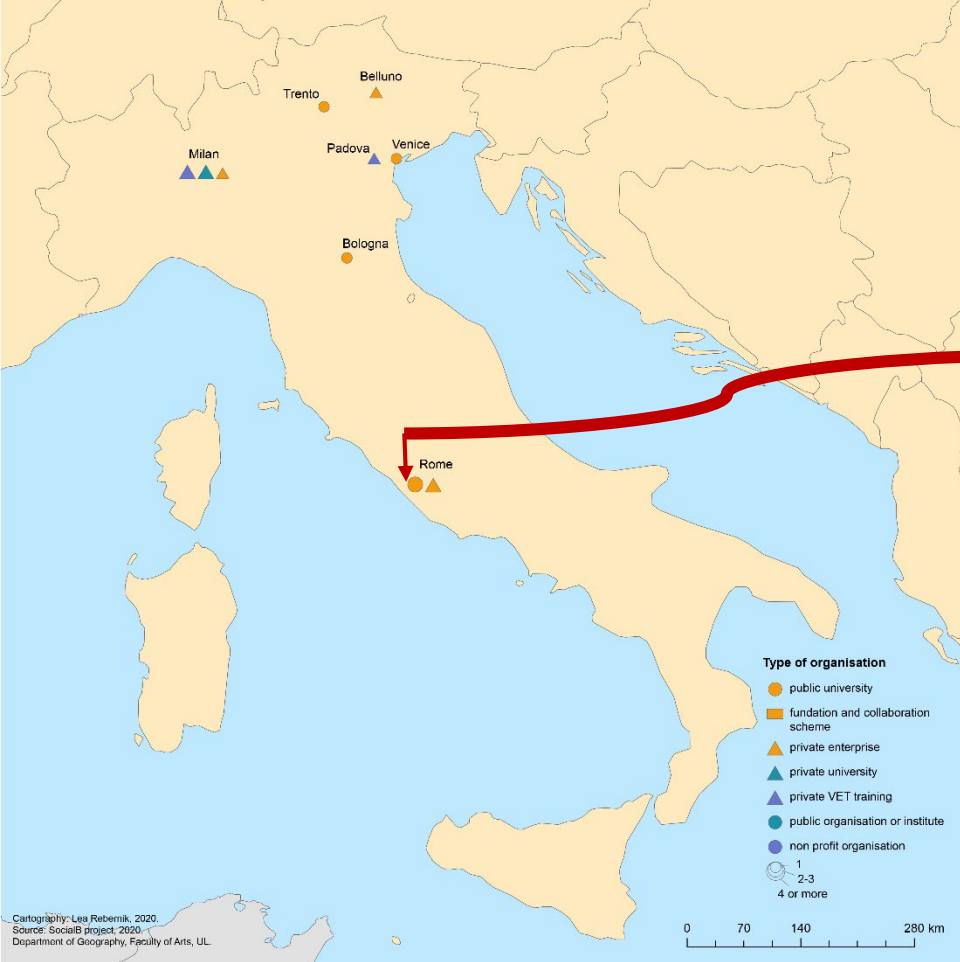 Belluno
Trento
Padova
Venice
Milan
Bologna
Rome
Type of organisation
public university
fundation and collaboration
scheme
private enterprise
private university
private VET training
public organisation or institute
non profit organisation
1
2-3
4 or more
Cartography: Lea Rebernik, 2020.
Source: SocialB project, 2020.
Department of Geography, Faculty of Arts, UL.
0 70 140 280 km